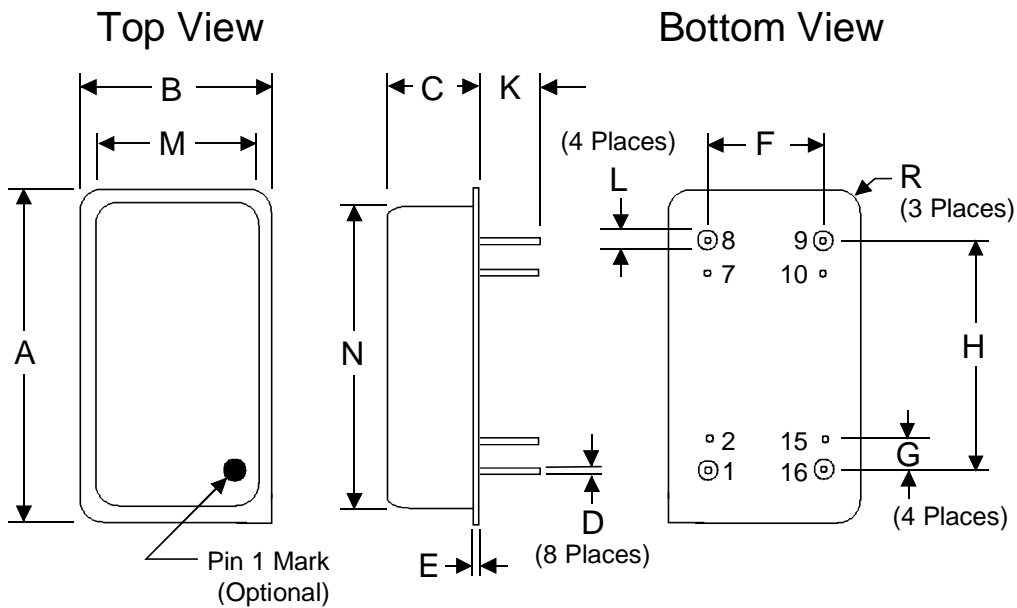 Top View
Bottom View
B
C
K
M
(4 Places)
F
L
R
(3 Places)
8
9
7
10
A
N
H
2
15
G
1
16
(4 Places)
D
(8 Places)
E
Pin 1 Mark
(Optional)